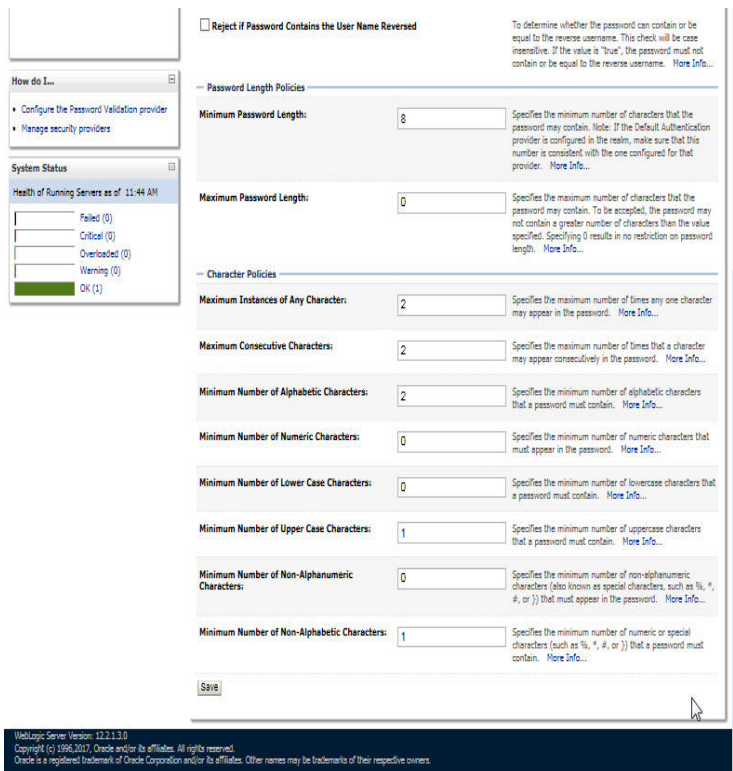 Reject if Password Contains the User Name Reversed
To determine whether the password can contain or be
equal to the reverse username. This check will be case
insensitive. If the value is "true", the password must not
contain or be equal to the reverse username. More Info...
How do I...
• Configure the Password Validation provider
• Manage security providers
System Status
Health of Running Servers as of 11:44 AM
Failed (0)
Critical (0)
Overloaded (0)
Warning (0)
OK (1)
Password Length Policies
Minimum Password Length:
8
Specifies the minimum number of characters that the
password may contain. Note: If the Default Authentication
provider is configured in the realm, make sure that this
number is consistent with the one configured for that
provider. More Info...
Maximum Password Length:
0
Specifies the maximum number of characters that the
password may contain. To be accepted, the password may
not contain a greater number of characters than the value
specified. Specifying 0 results in no restriction on password
length. More Info...
Character Policies
Maximum Instances of Any Character:
2
Specifies the maximum number of times any one character
may appear in the password. More Info...
Maximum Consecutive Characters:
2
Specifies the maximum number of times that a character
may appear consecutively in the password. More Info...
Minimum Number of Alphabetic Characters:
2
Specifies the minimum number of alphabetic characters
that a password must contain. More Info...
Minimum Number of Numeric Characters:
0
Specifies the minimum number of numeric characters that
must appear in the password. More Info...
Minimum Number of Lower Case Characters:
0
Specifies the minimum number of lowercase characters that
a password must contain. More Info...
Minimum Number of Upper Case Characters:
1
Specifies the minimum number of uppercase characters
that a password must contain. More Info...
Minimum Number of Non-Alphanumeric
Characters:
0
Specifies the minimum number of non-alphanumeric
characters (also known as special characters, such as %, *,
#, or }) that must appear in the password. More Info...
Minimum Number of Non-Alphabetic Characters:
1
Specifies the minimum number of numeric or special
characters (such as %, *, #, or }) that a password must
contain. More Info...
Save
WebLogic Server Version: 12.2.1.3.0
Copyright (c) 1996,2017, Oracle and/or its affiliates. All rights reserved.
Oracle is a registered trademark of Oracle Corporation and/or its affiliates. Other names may be trademarks of their respective owners.